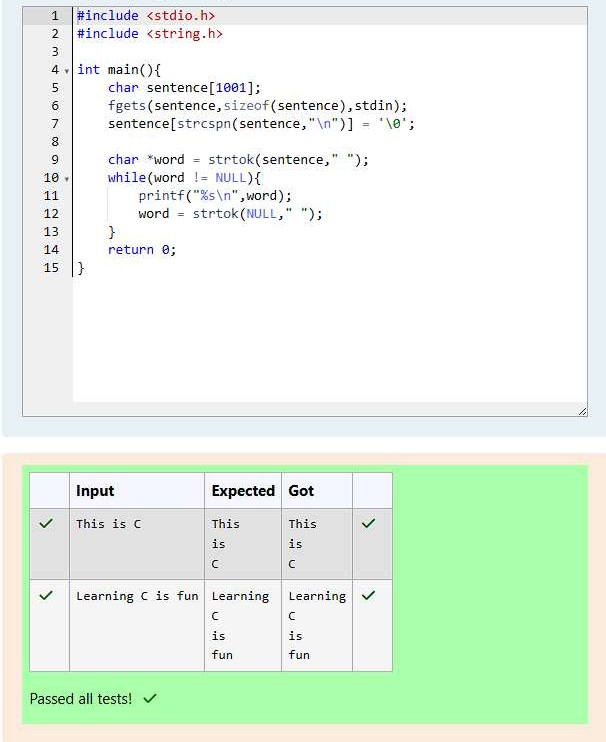 1 #include <stdio.h>
2 #include <string.h>
3
4 int main(){
5     char sentence[1001];
6     fgets(sentence,sizeof(sentence),stdin);
7     sentence[strcspn(sentence,"\n")] = '\0';
8
9     char *word = strtok(sentence," ");
10     while(word != NULL){
11         printf("%s\n",word);
12         word = strtok(NULL," ");
13     }
14     return 0;
15 }
Input Expected Got
This is C This This
is is
C C
Learning C is fun Learning Learning
C C
is is
fun fun
Passed all tests!